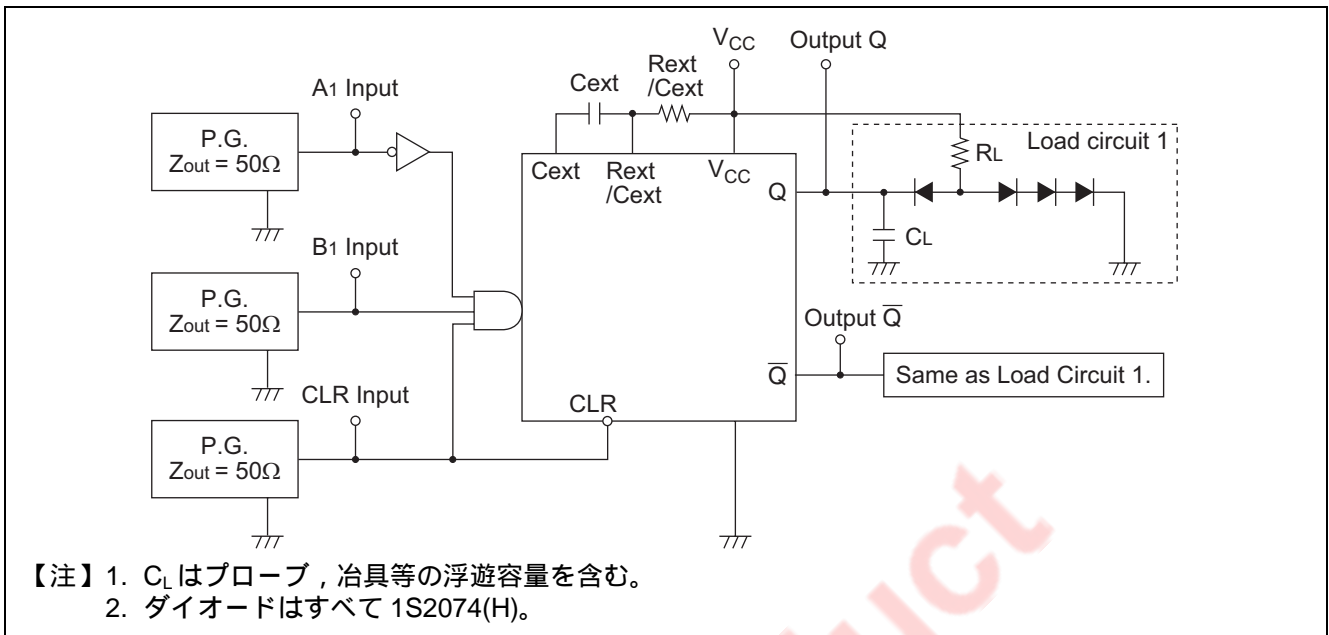 VCC
Output Q
Rext
/Cext
Cext
A1 Input
P.G.
Zout = 50Ω
Cext
Rext
/Cext
VCC
Q
RL
Load circuit 1
CL
B1 Input
P.G.
Zout = 50Ω
Output Q̅
Q̅
Same as Load Circuit 1.
CLR Input
CLR
P.G.
Zout = 50Ω
【注】1. CLはプローブ，冶具等の浮遊容量を含む。
2. ダイオードはすべて 1S2074(H)。